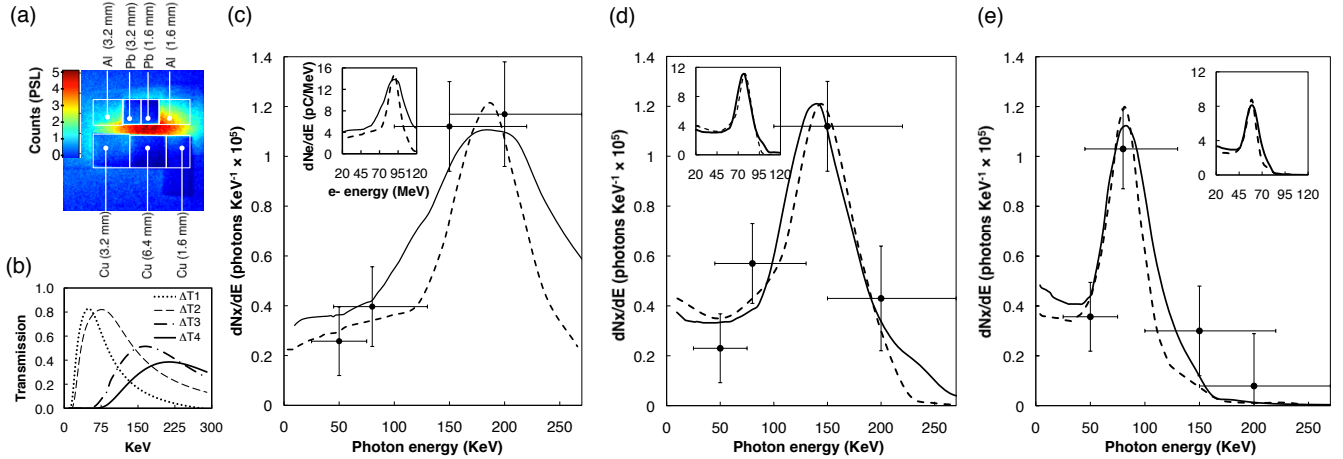 (a)
Al (3.2 mm)
Pb (3.2 mm)
Pb (1.6 mm)
Al (1.6 mm)
Counts (PSL)
5
4
3
2
1
0
Cu (3.2 mm)
Cu (6.4 mm)
Cu (1.6 mm)
(b)
Transmission
1.0
0.8
0.6
0.4
0.2
0.0
ΔT1
ΔT2
ΔT3
ΔT4
0 75 150 225 300
KeV
(c)
dNx/dE (photons KeV⁻¹ × 10⁵)
1.4
1.2
1.0
0.8
0.6
0.4
0.2
0
0 50 100 150 200 250
Photon energy (KeV)
dNe/dE (pC/MeV)
16
12
8
4
0
20 45 70 95 120
e- energy (MeV)
(d)
dNx/dE (photons KeV⁻¹ × 10⁵)
1.4
1.2
1.0
0.8
0.6
0.4
0.2
0
0 50 100 150 200 250
Photon energy (KeV)
12
8
4
0
20 45 70 95 120
(e)
dNx/dE (photons KeV⁻¹ × 10⁵)
1.4
1.2
1.0
0.8
0.6
0.4
0.2
0
0 50 100 150 200 250
Photon energy (KeV)
12
8
4
0
20 45 70 95 120